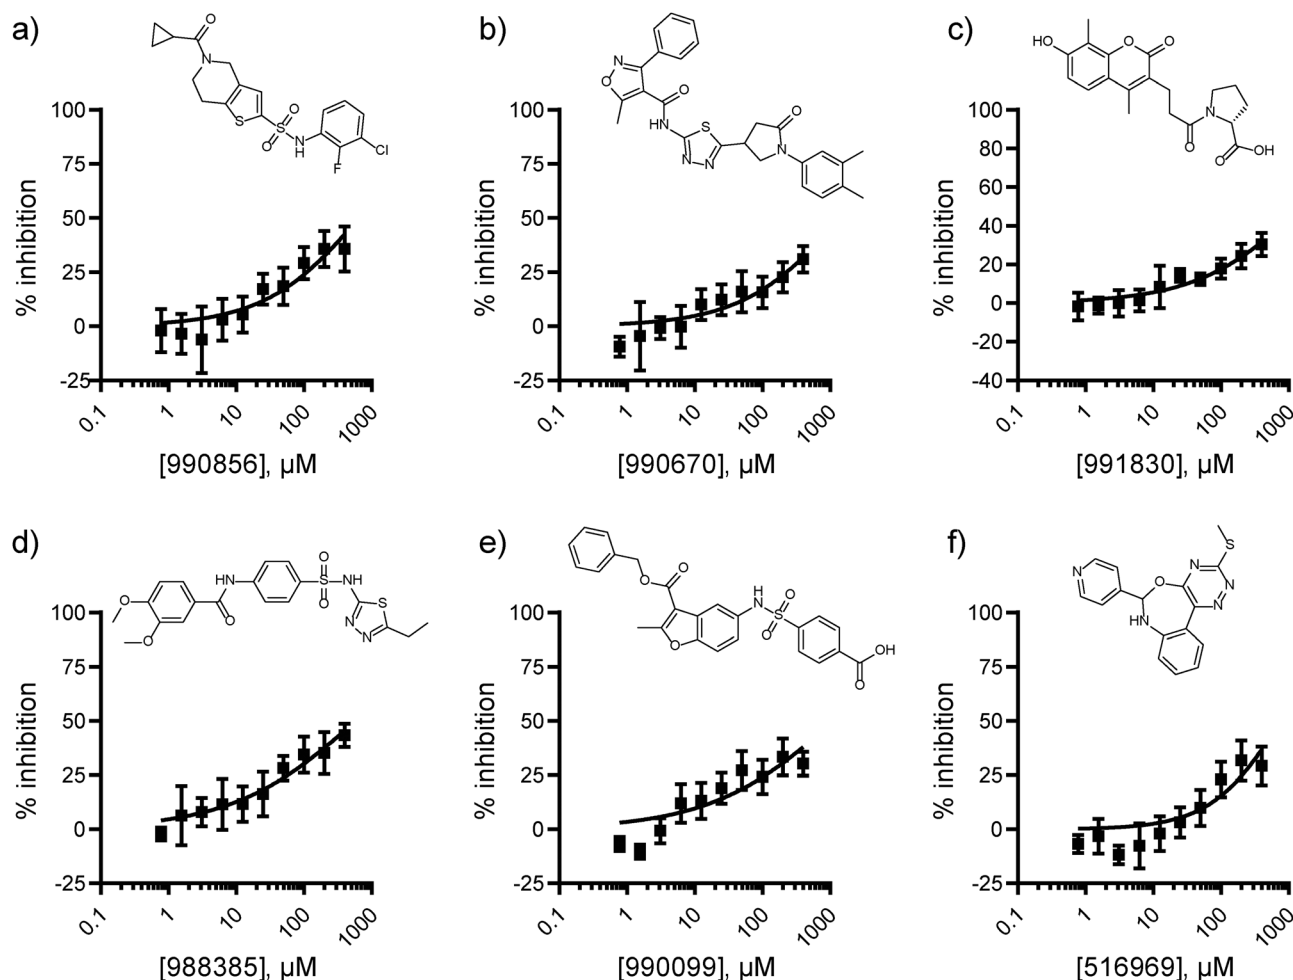 a)
O
N
S
O
S
O
N
H
F
Cl
% inhibition
100
75
50
25
0
-25
0.1
1
10
100
1000
[990856], µM
b)
N
O
O
HN
S
N
N
O
N
% inhibition
100
75
50
25
0
-25
0.1
1
10
100
1000
[990670], µM
c)
HO
O
O
N
O
O
OH
% inhibition
100
80
60
40
20
0
-20
-40
0.1
1
10
100
1000
[991830], µM
d)
O
O
HN
O
O
S
O
NH
S
N
N
% inhibition
100
75
50
25
0
-25
0.1
1
10
100
1000
[988385], µM
e)
O
O
O
H
N
O
S
O
OH
O
% inhibition
100
75
50
25
0
-25
0.1
1
10
100
1000
[990099], µM
f)
S
N
N
N
O
HN
N
% inhibition
100
75
50
25
0
-25
0.1
1
10
100
1000
[516969], µM